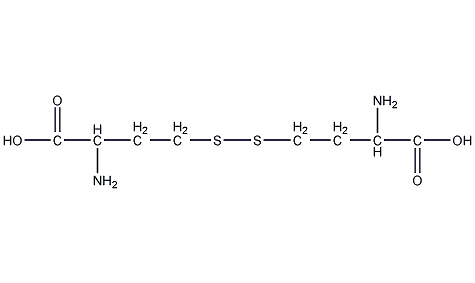 O NH₂
H H₂ H₂ H₂ H₂
HO C C C C S S C C C C OH
NH₂ H O